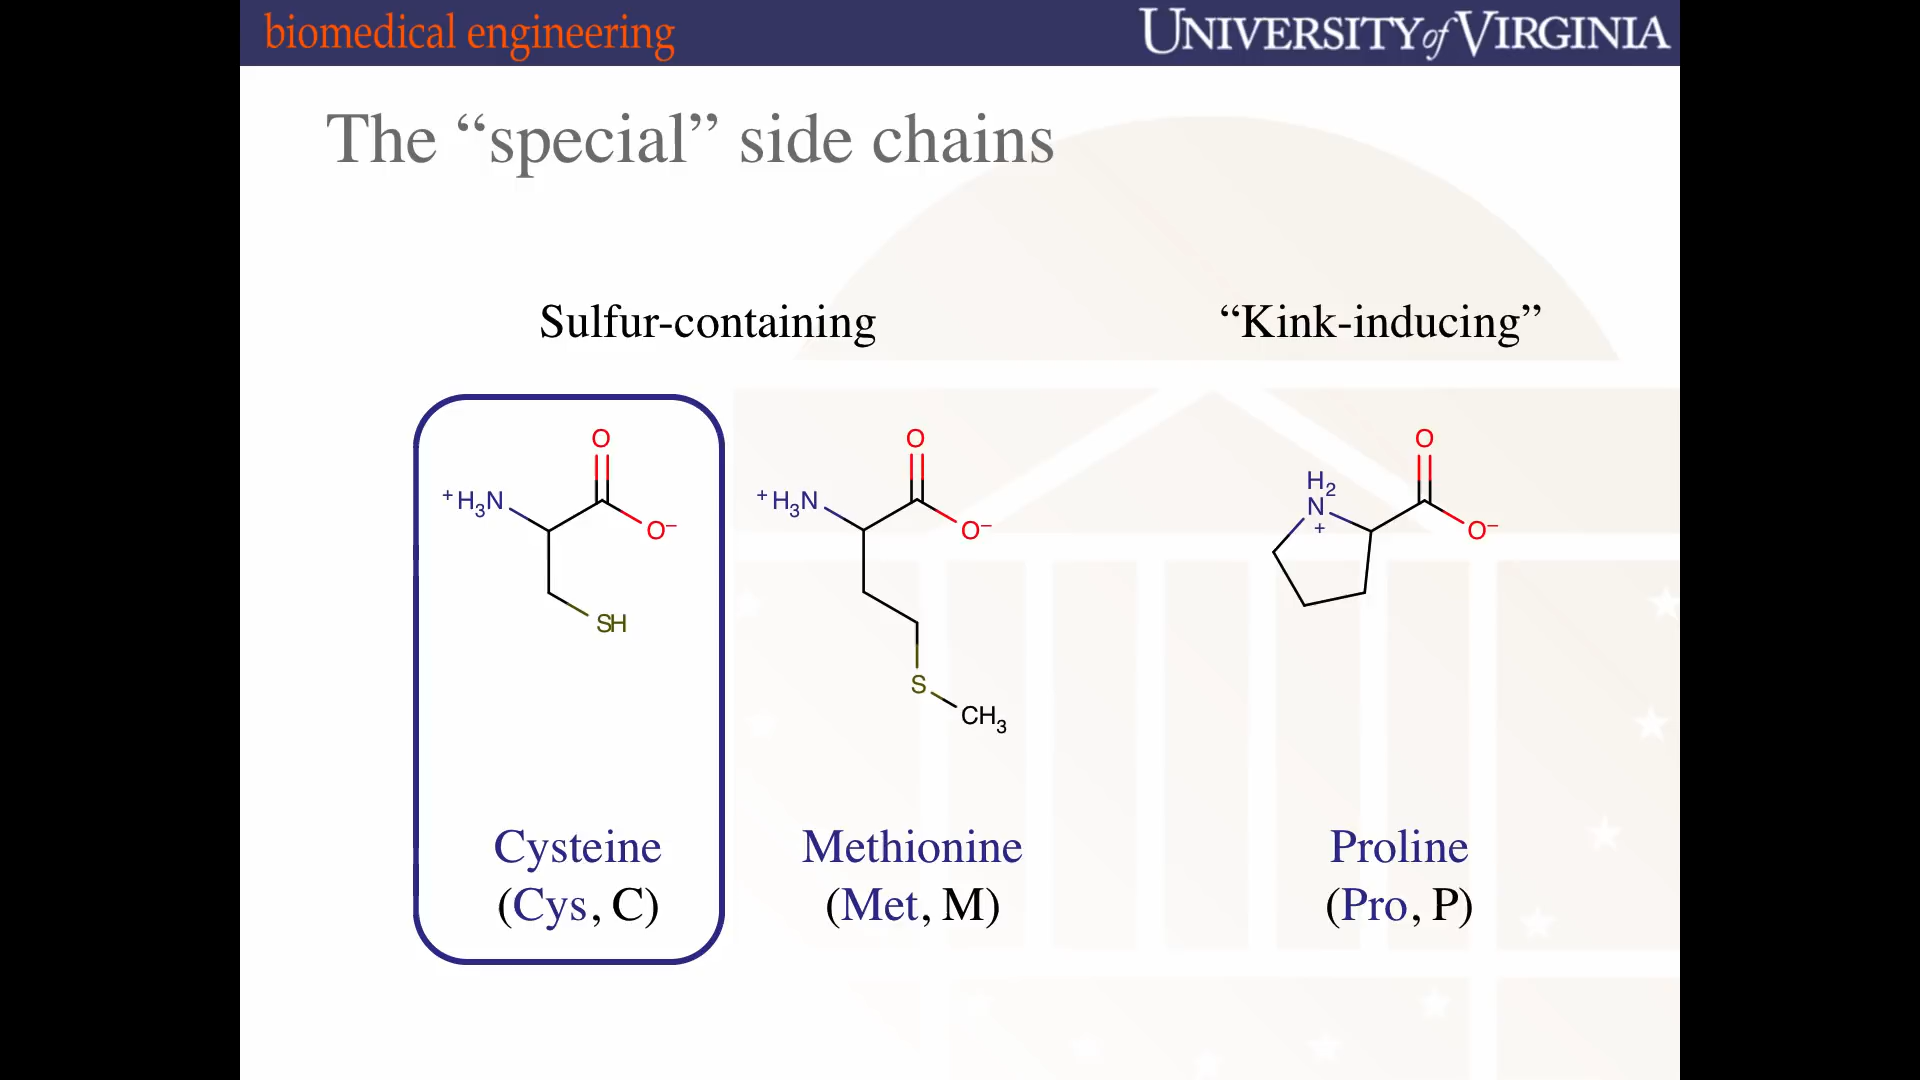 biomedical engineering
UNIVERSITY of VIRGINIA
The “special” side chains
Sulfur-containing
“Kink-inducing”
O
+H3N
O−
SH
O
+H3N
O−
S
CH3
O
H2
N
+
O−
Cysteine
(Cys, C)
Methionine
(Met, M)
Proline
(Pro, P)